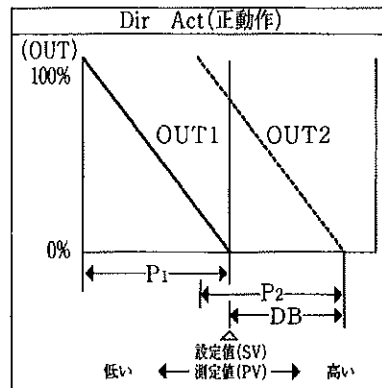 Dir Act(正動作)
(OUT)
100%
OUT1
OUT2
0%
P1
P2
DB
設定値(SV)
低い 測定値(PV) 高い